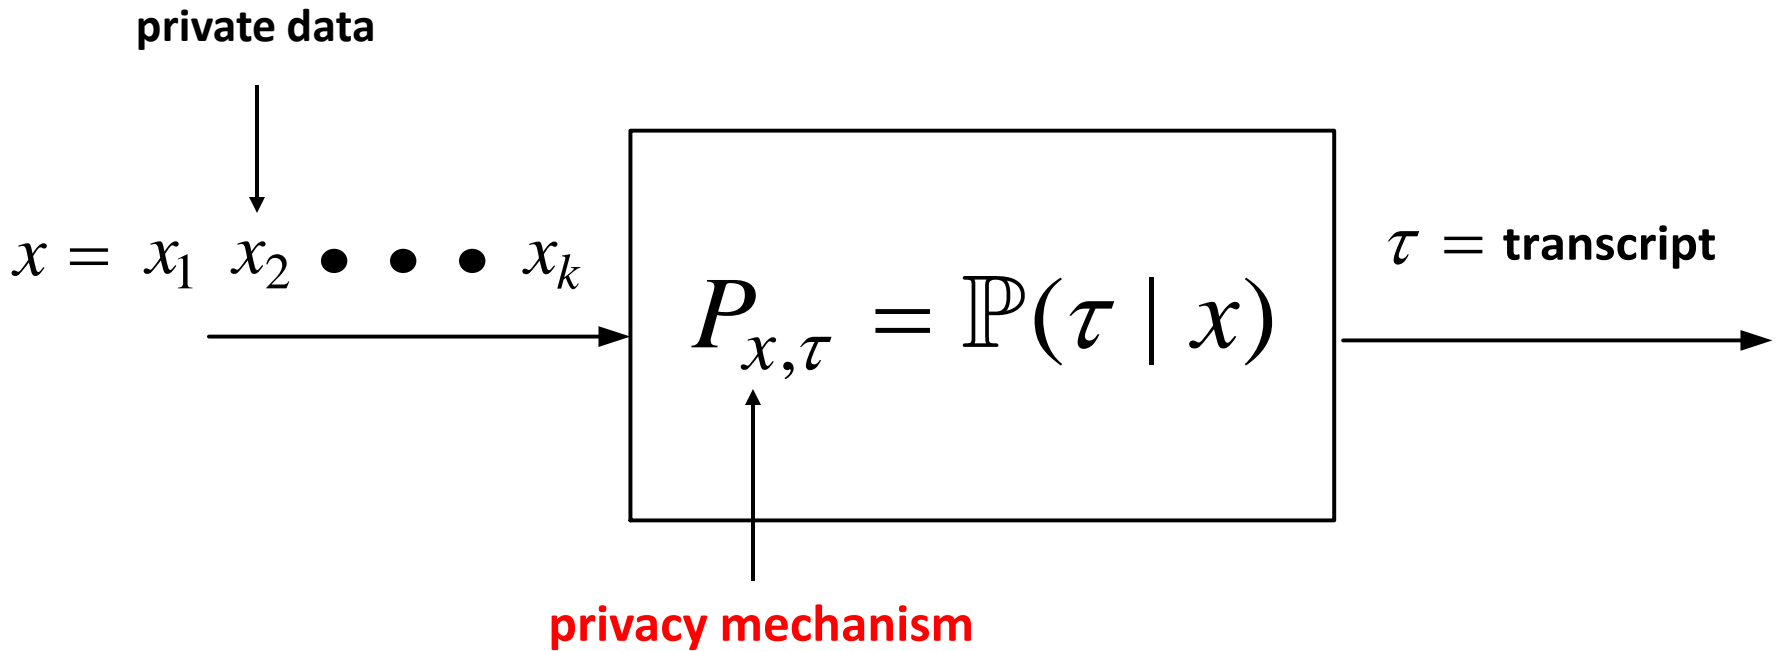 private data
x = x₁ x₂ • • • xₖ
τ = transcript
Pₓ,τ = ℙ(τ | x)
privacy mechanism